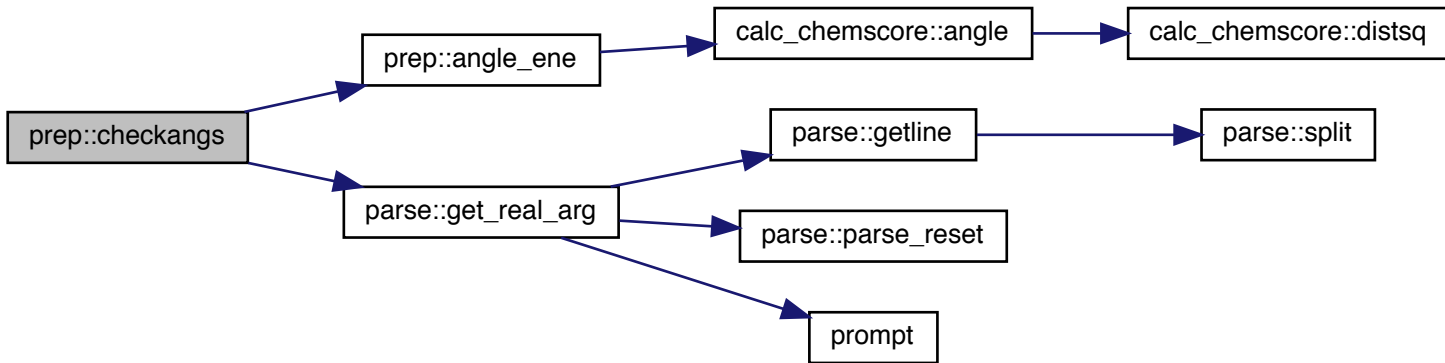 prep::checkangs
prep::angle_ene
calc_chemscore::angle
calc_chemscore::distsq
parse::get_real_arg
parse::getline
parse::split
parse::parse_reset
prompt